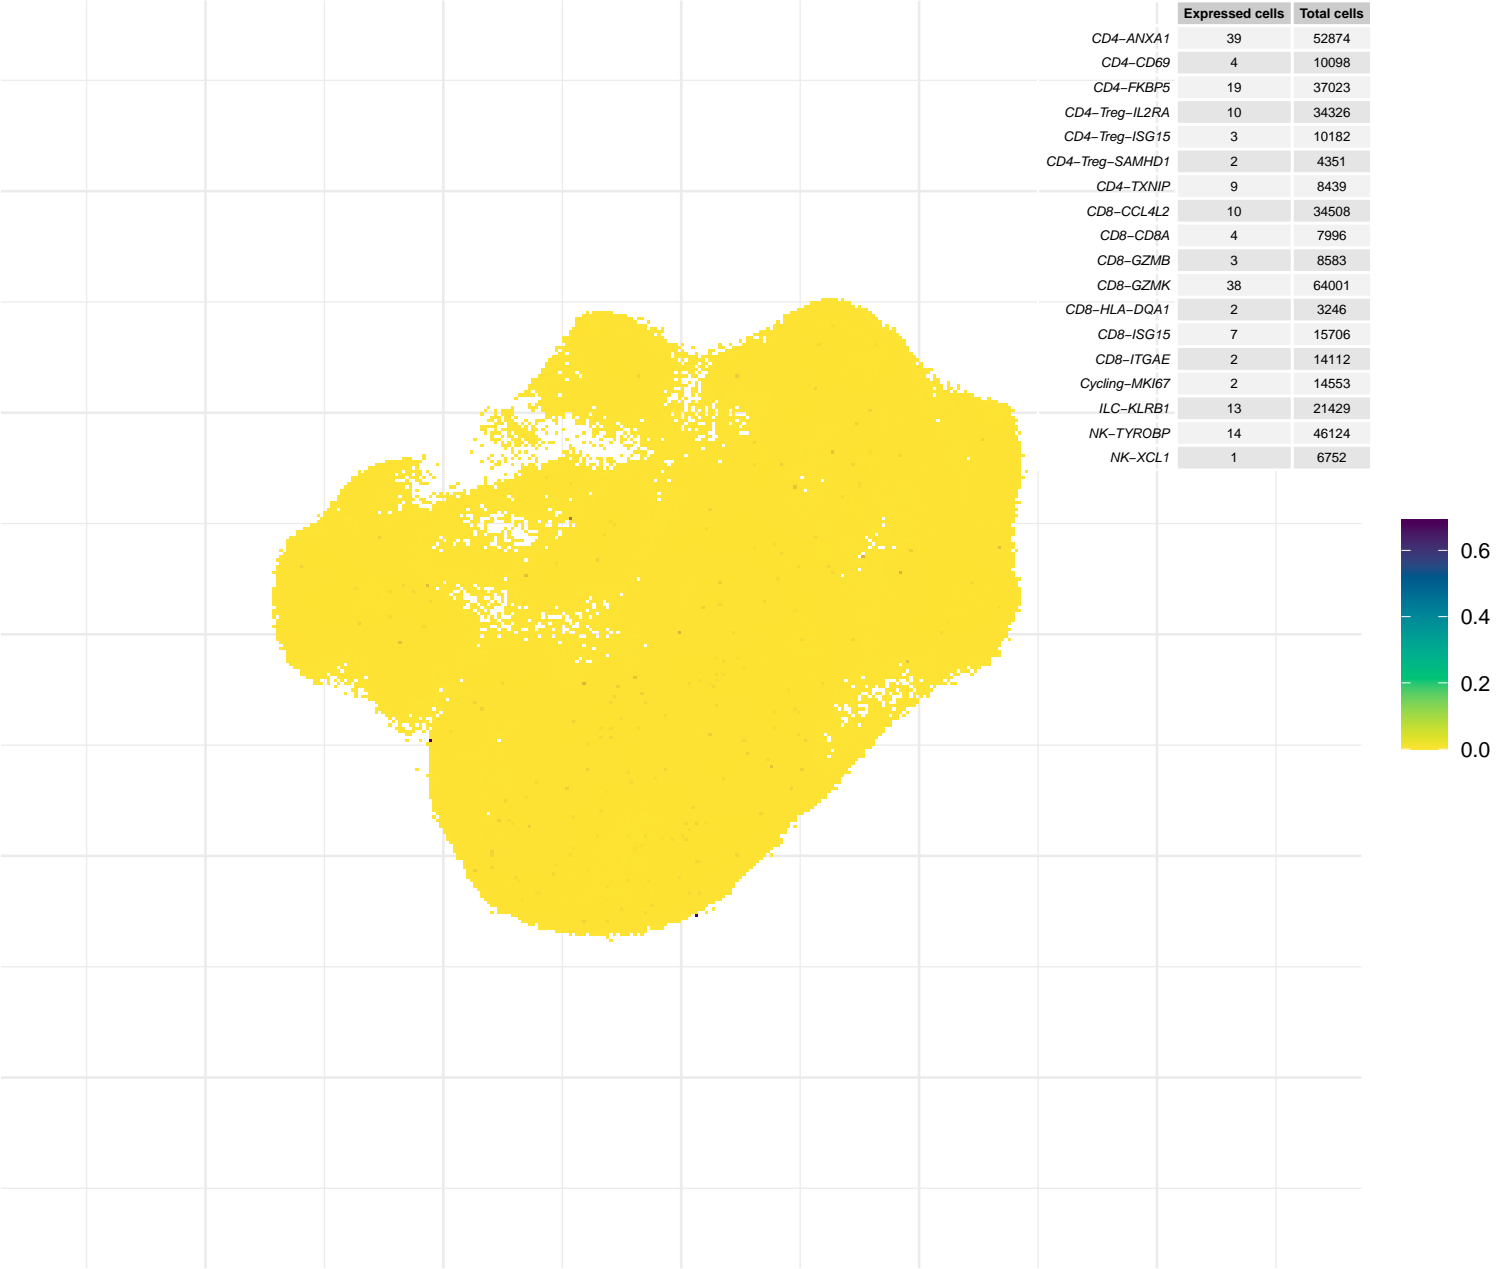 Expressed cells Total cells
CD4−ANXA1 39 52874
CD4−CD69 4 10098
CD4−FKBP5 19 37023
CD4−Treg−IL2RA 10 34326
CD4−Treg−ISG15 3 10182
CD4−Treg−SAMHD1 2 4351
CD4−TXNIP 9 8439
CD8−CCL4L2 10 34508
CD8−CD8A 4 7996
CD8−GZMB 3 8583
CD8−GZMK 38 64001
CD8−HLA−DQA1 2 3246
CD8−ISG15 7 15706
CD8−ITGAE 2 14112
Cycling−MKI67 2 14553
ILC−KLRB1 13 21429
NK−TYROBP 14 46124
NK−XCL1 1 6752
0.6
0.4
0.2
0.0